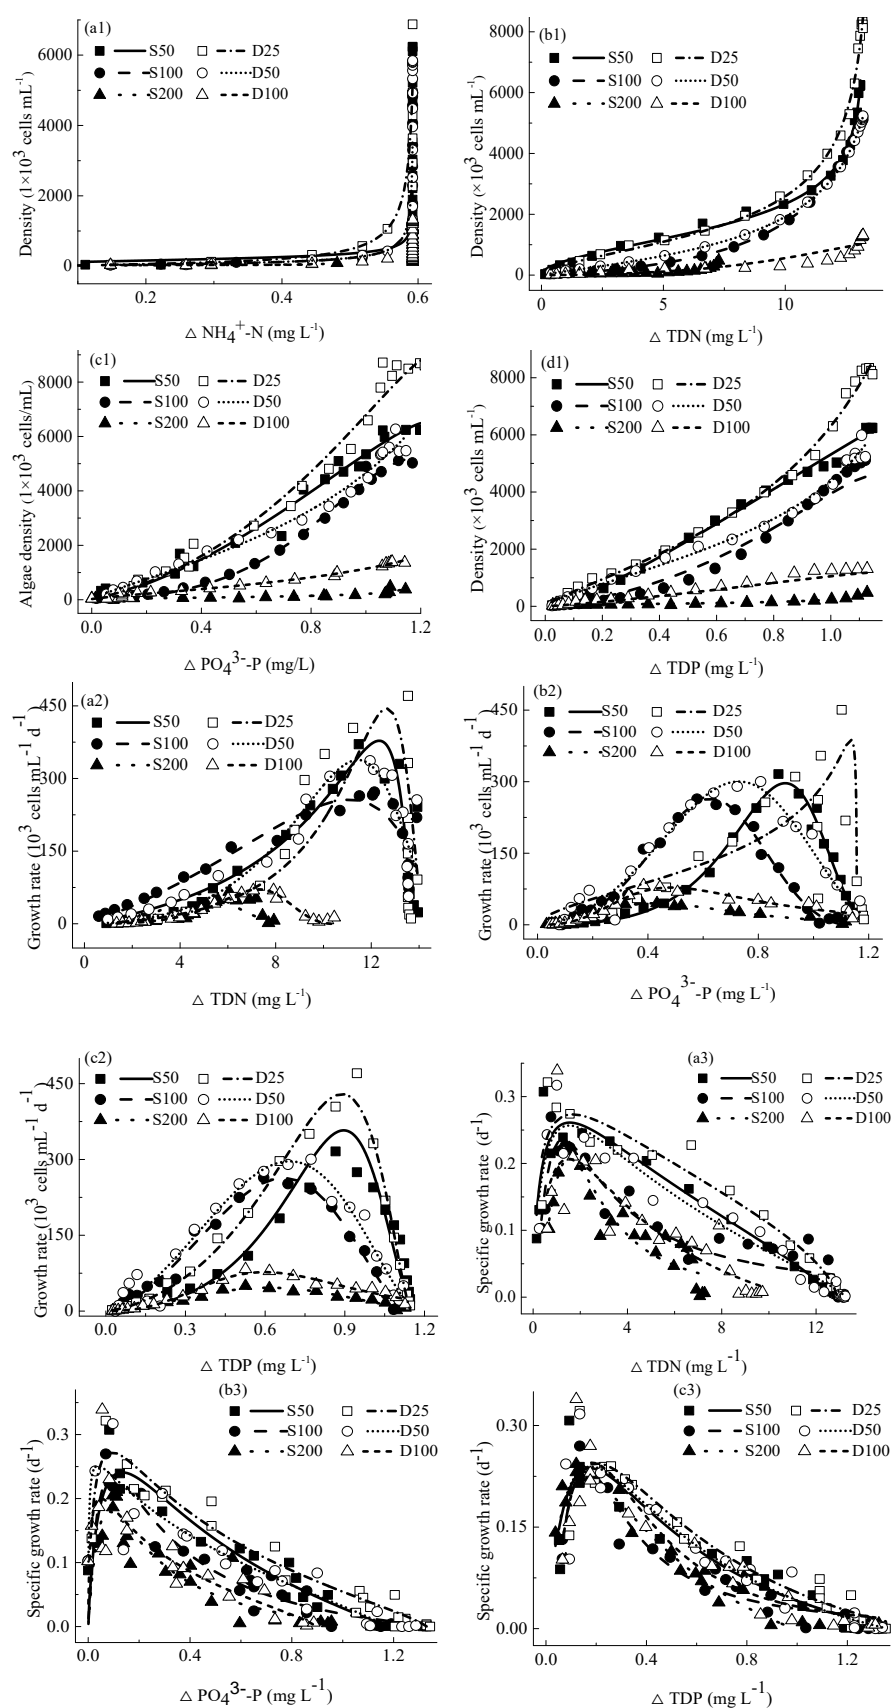 (a1)
S50 D25
S100 D50
S200 D100
Density (1×10³ cells mL⁻¹)
6000
4000
2000
0
0.2 0.4 0.6
△ NH₄⁺-N (mg L⁻¹)
(b1)
S50 D25
S100 D50
S200 D100
Density (×10³ cells mL⁻¹)
8000
6000
4000
2000
0
0 5 10
△ TDN (mg L⁻¹)
(c1)
S50 D25
S100 D50
S200 D100
Algae density (1×10³ cells/mL)
8000
6000
4000
2000
0
0.0 0.4 0.8 1.2
△ PO₄³⁻-P (mg/L)
(d1)
S50 D25
S100 D50
S200 D100
Density (×10³ cells mL⁻¹)
8000
6000
4000
2000
0
0.0 0.2 0.4 0.6 0.8 1.0
△ TDP (mg L⁻¹)
(a2)
S50 D25
S100 D50
S200 D100
Growth rate (10³ cells mL⁻¹ d⁻¹)
450
300
150
0
0 4 8 12
△ TDN (mg L⁻¹)
(b2)
S50 D25
S100 D50
S200 D100
Growth rate (10³ cells mL⁻¹ d⁻¹)
450
300
150
0
0.0 0.4 0.8 1.2
△ PO₄³⁻-P (mg L⁻¹)
(c2)
S50 D25
S100 D50
S200 D100
Growth rate (10³ cells mL⁻¹ d⁻¹)
450
300
150
0
0.0 0.3 0.6 0.9 1.2
△ TDP (mg L⁻¹)
(a3)
S50 D25
S100 D50
S200 D100
Specific growth rate (d⁻¹)
0.3
0.2
0.1
0.0
0 4 8 12
△ TDN (mg L⁻¹)
(b3)
S50 D25
S100 D50
S200 D100
Specific growth rate (d⁻¹)
0.3
0.2
0.1
0.0
0.0 0.4 0.8 1.2
△ PO₄³⁻-P (mg L⁻¹)
(c3)
S50 D25
S100 D50
S200 D100
Specific growth rate (d⁻¹)
0.30
0.15
0.00
0.0 0.4 0.8 1.2
△ TDP (mg L⁻¹)